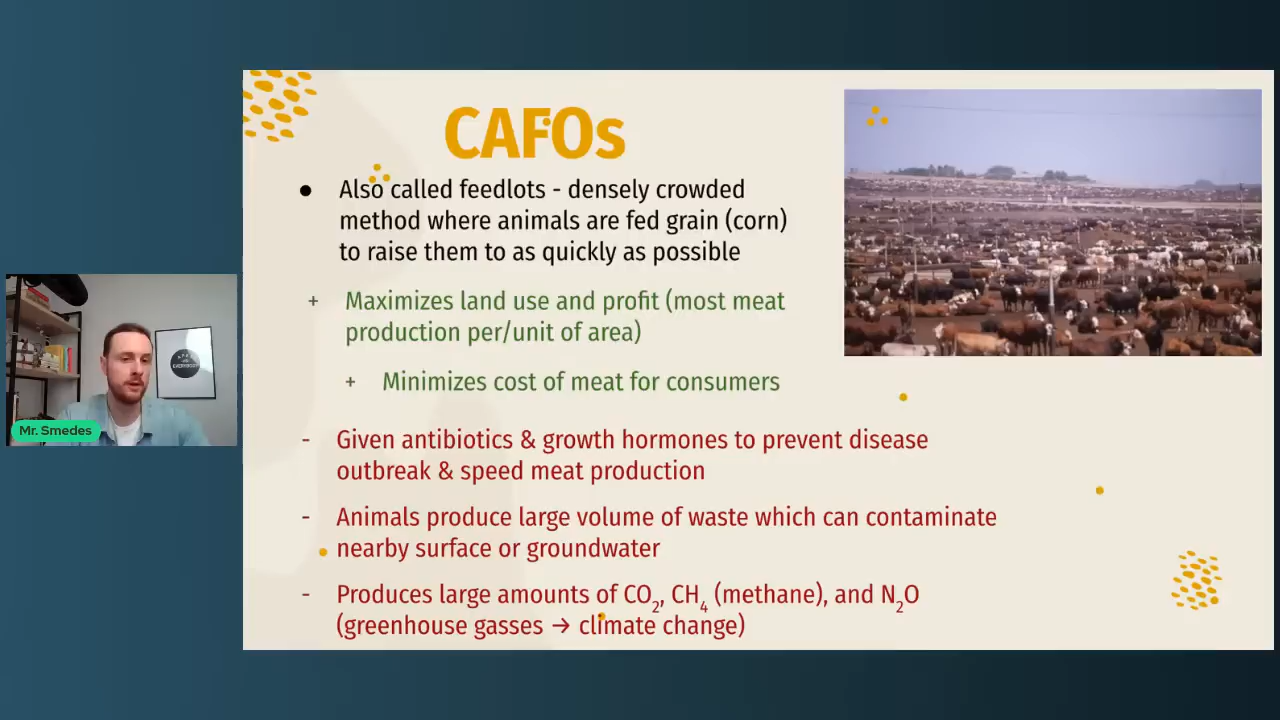 CAFOs
● Also called feedlots - densely crowded
method where animals are fed grain (corn)
to raise them to as quickly as possible
+ Maximizes land use and profit (most meat
production per/unit of area)
+ Minimizes cost of meat for consumers
- Given antibiotics & growth hormones to prevent disease
outbreak & speed meat production
- Animals produce large volume of waste which can contaminate
nearby surface or groundwater
- Produces large amounts of CO₂, CH₄ (methane), and N₂O
(greenhouse gasses → climate change)
EVERYBODY
Mr. Smedes